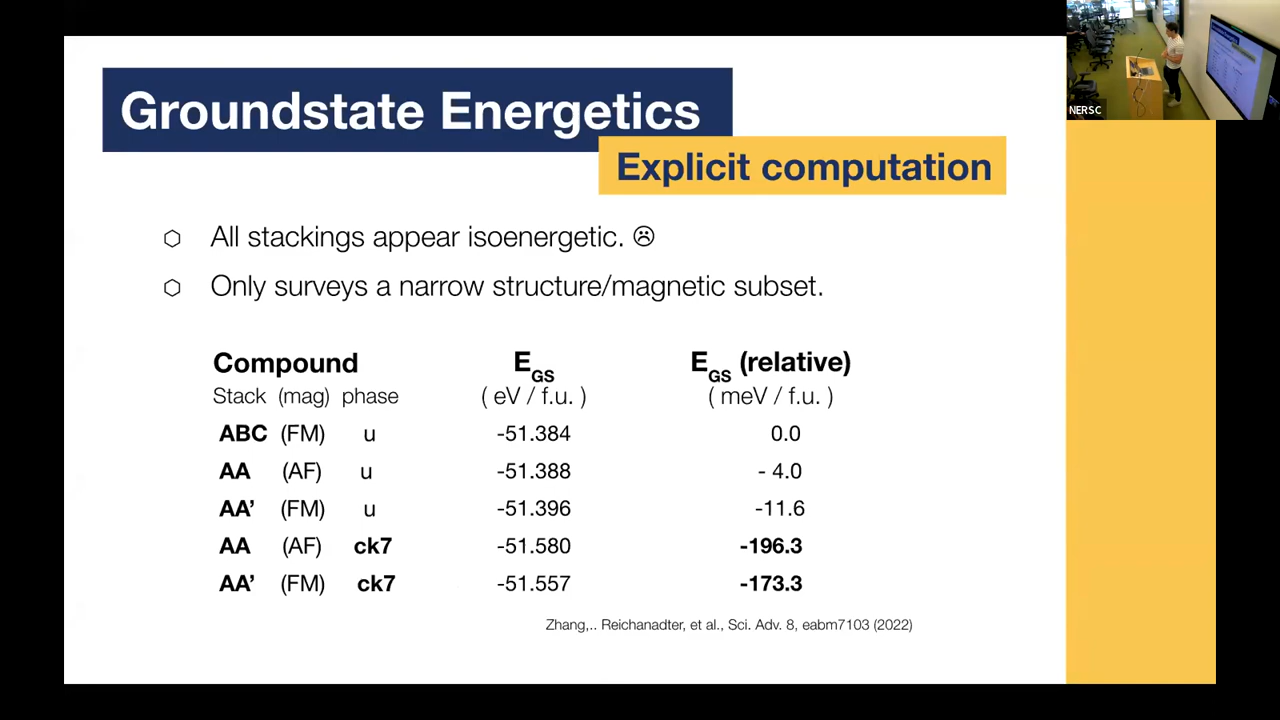 Groundstate Energetics
Explicit computation
NERSC
All stackings appear isoenergetic. ☹
Only surveys a narrow structure/magnetic subset.
Compound E_GS E_GS (relative)
Stack (mag) phase ( eV / f.u. ) ( meV / f.u. )
ABC (FM) u -51.384 0.0
AA (AF) u -51.388 - 4.0
AA’ (FM) u -51.396 -11.6
AA (AF) ck7 -51.580 -196.3
AA’ (FM) ck7 -51.557 -173.3
Zhang,.. Reichanadter, et al., Sci. Adv. 8, eabm7103 (2022)